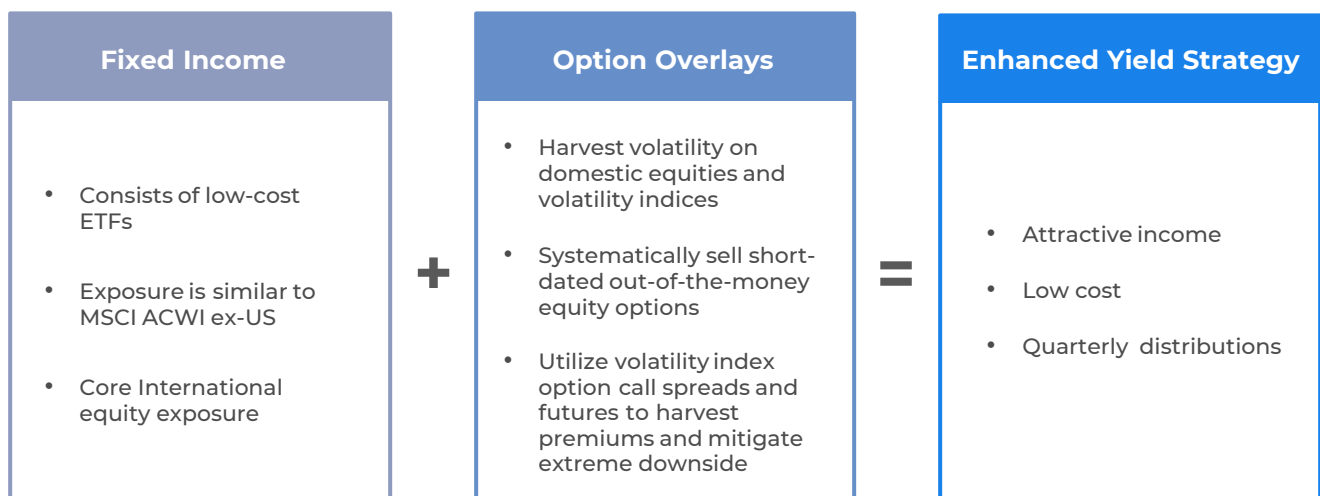 Fixed Income
• Consists of low-cost
ETFs
• Exposure is similar to
MSCI ACWI ex-US
• Core International
equity exposure
+
Option Overlays
• Harvest volatility on
domestic equities and
volatility indices
• Systematically sell short-
dated out-of-the-money
equity options
• Utilize volatility index
option call spreads and
futures to harvest
premiums and mitigate
extreme downside
=
Enhanced Yield Strategy
• Attractive income
• Low cost
• Quarterly distributions